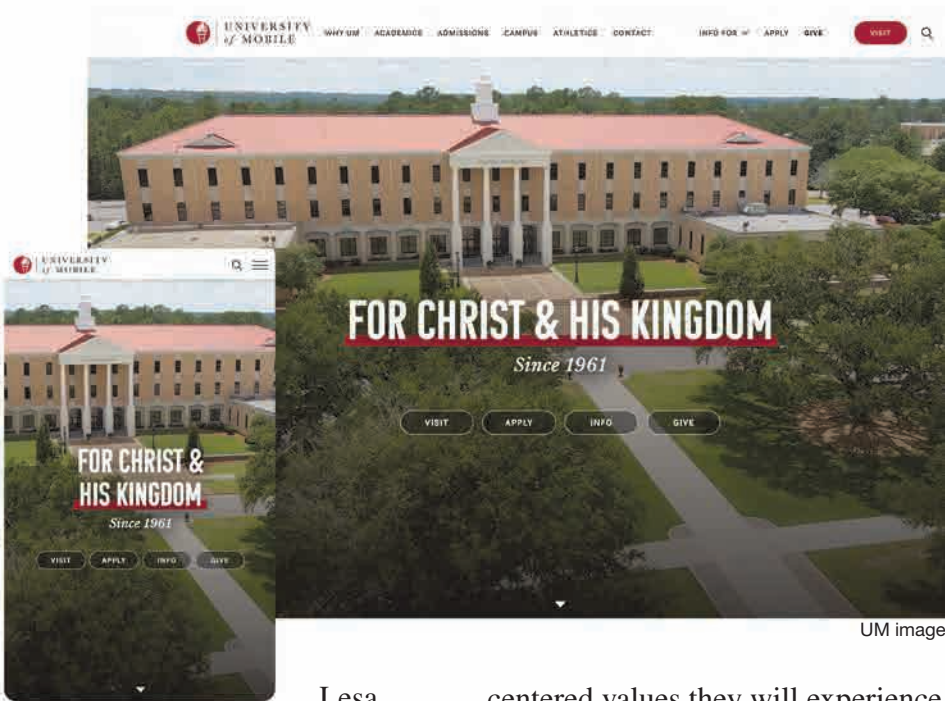 UNIVERSITY
of MOBILE
WHY UM ACADEMICS ADMISSIONS CAMPUS ATHLETICS CONTACT INFO FOR APPLY GIVE VISIT
FOR CHRIST & HIS KINGDOM
Since 1961
VISIT APPLY INFO GIVE
UNIVERSITY
of MOBILE
FOR CHRIST &
HIS KINGDOM
Since 1961
VISIT APPLY INFO GIVE
UM image
Lesa
centered values they will experience